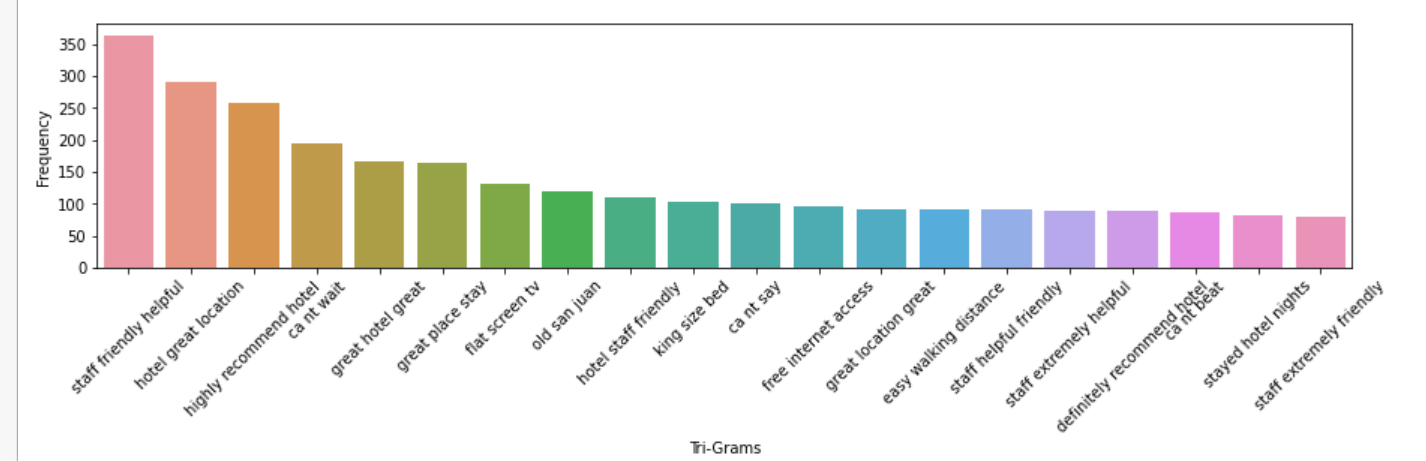 350
300
250
200
150
100
50
0
Frequency
staff friendly helpful
hotel great location
highly recommend hotel
ca nt wait
great hotel great
great place stay
flat screen tv
old san juan
hotel staff friendly
king size bed
ca nt say
free internet access
great location great
easy walking distance
staff helpful friendly
staff extremely helpful
definitely recommend hotel
ca nt beat
stayed hotel nights
staff extremely friendly
Tri-Grams